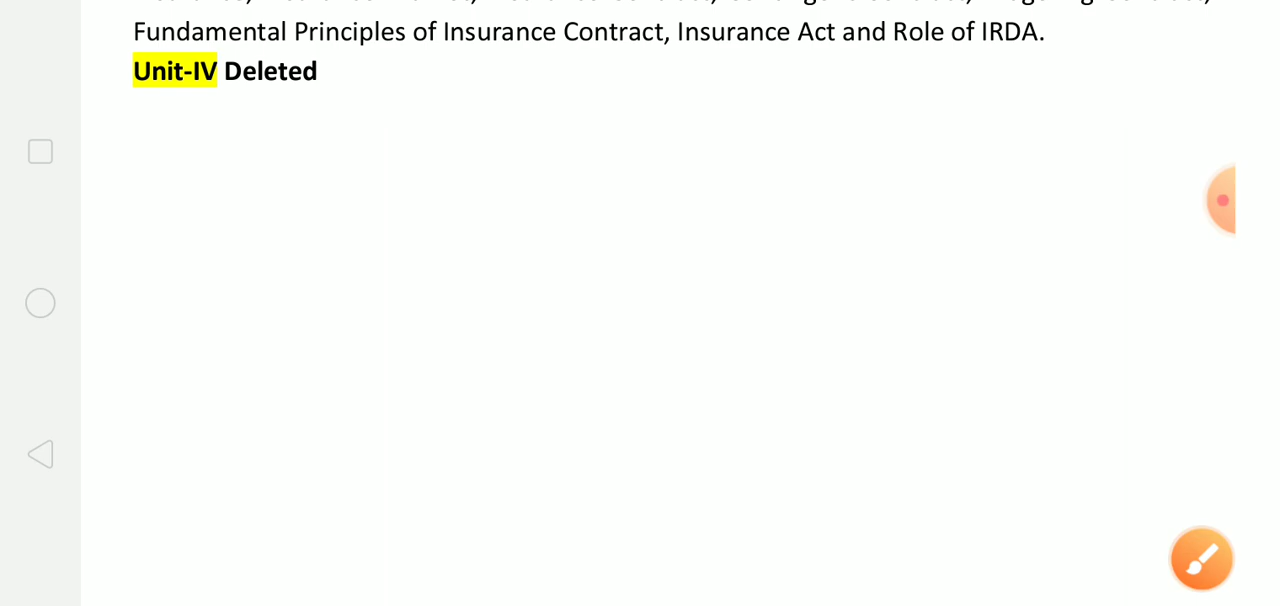 Fundamental Principles of Insurance Contract, Insurance Act and Role of IRDA.
Unit-IV Deleted